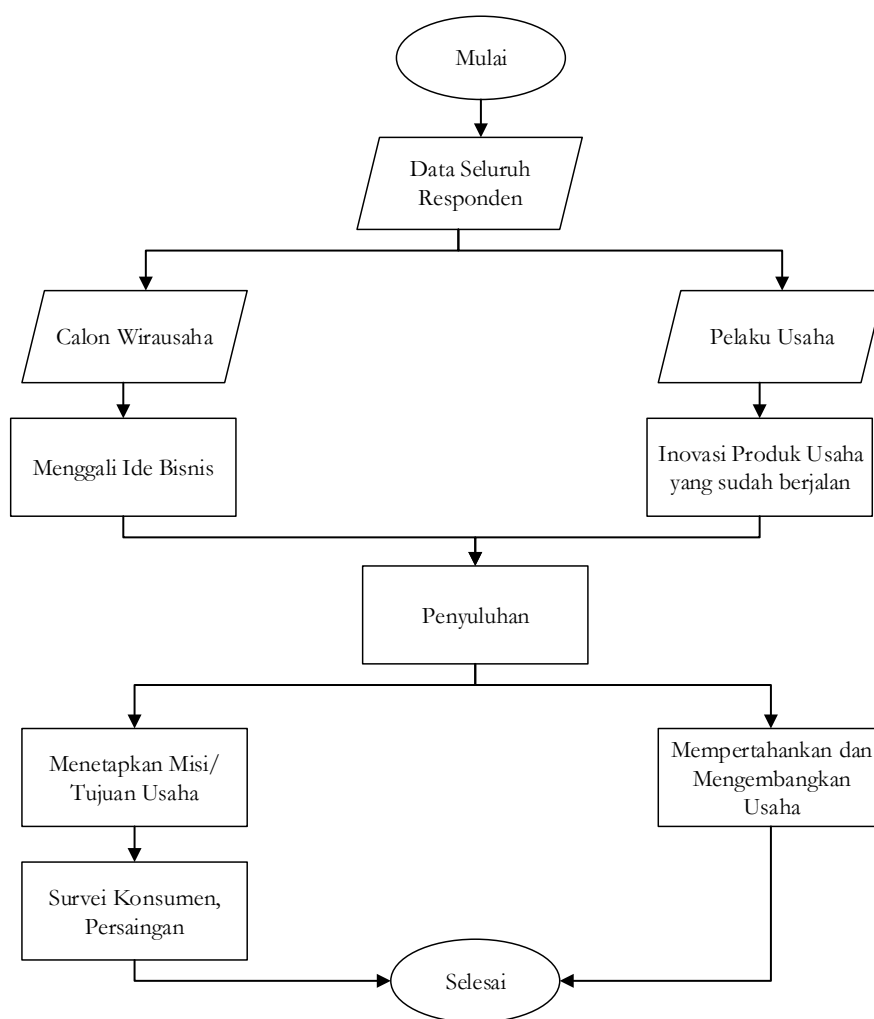 Mulai
Data Seluruh
Responden
Calon Wirausaha
Pelaku Usaha
Menggali Ide Bisnis
Inovasi Produk Usaha
yang sudah berjalan
Penyuluhan
Menetapkan Misi/
Tujuan Usaha
Mempertahankan dan
Mengembangkan
Usaha
Survei Konsumen,
Persaingan
Selesai